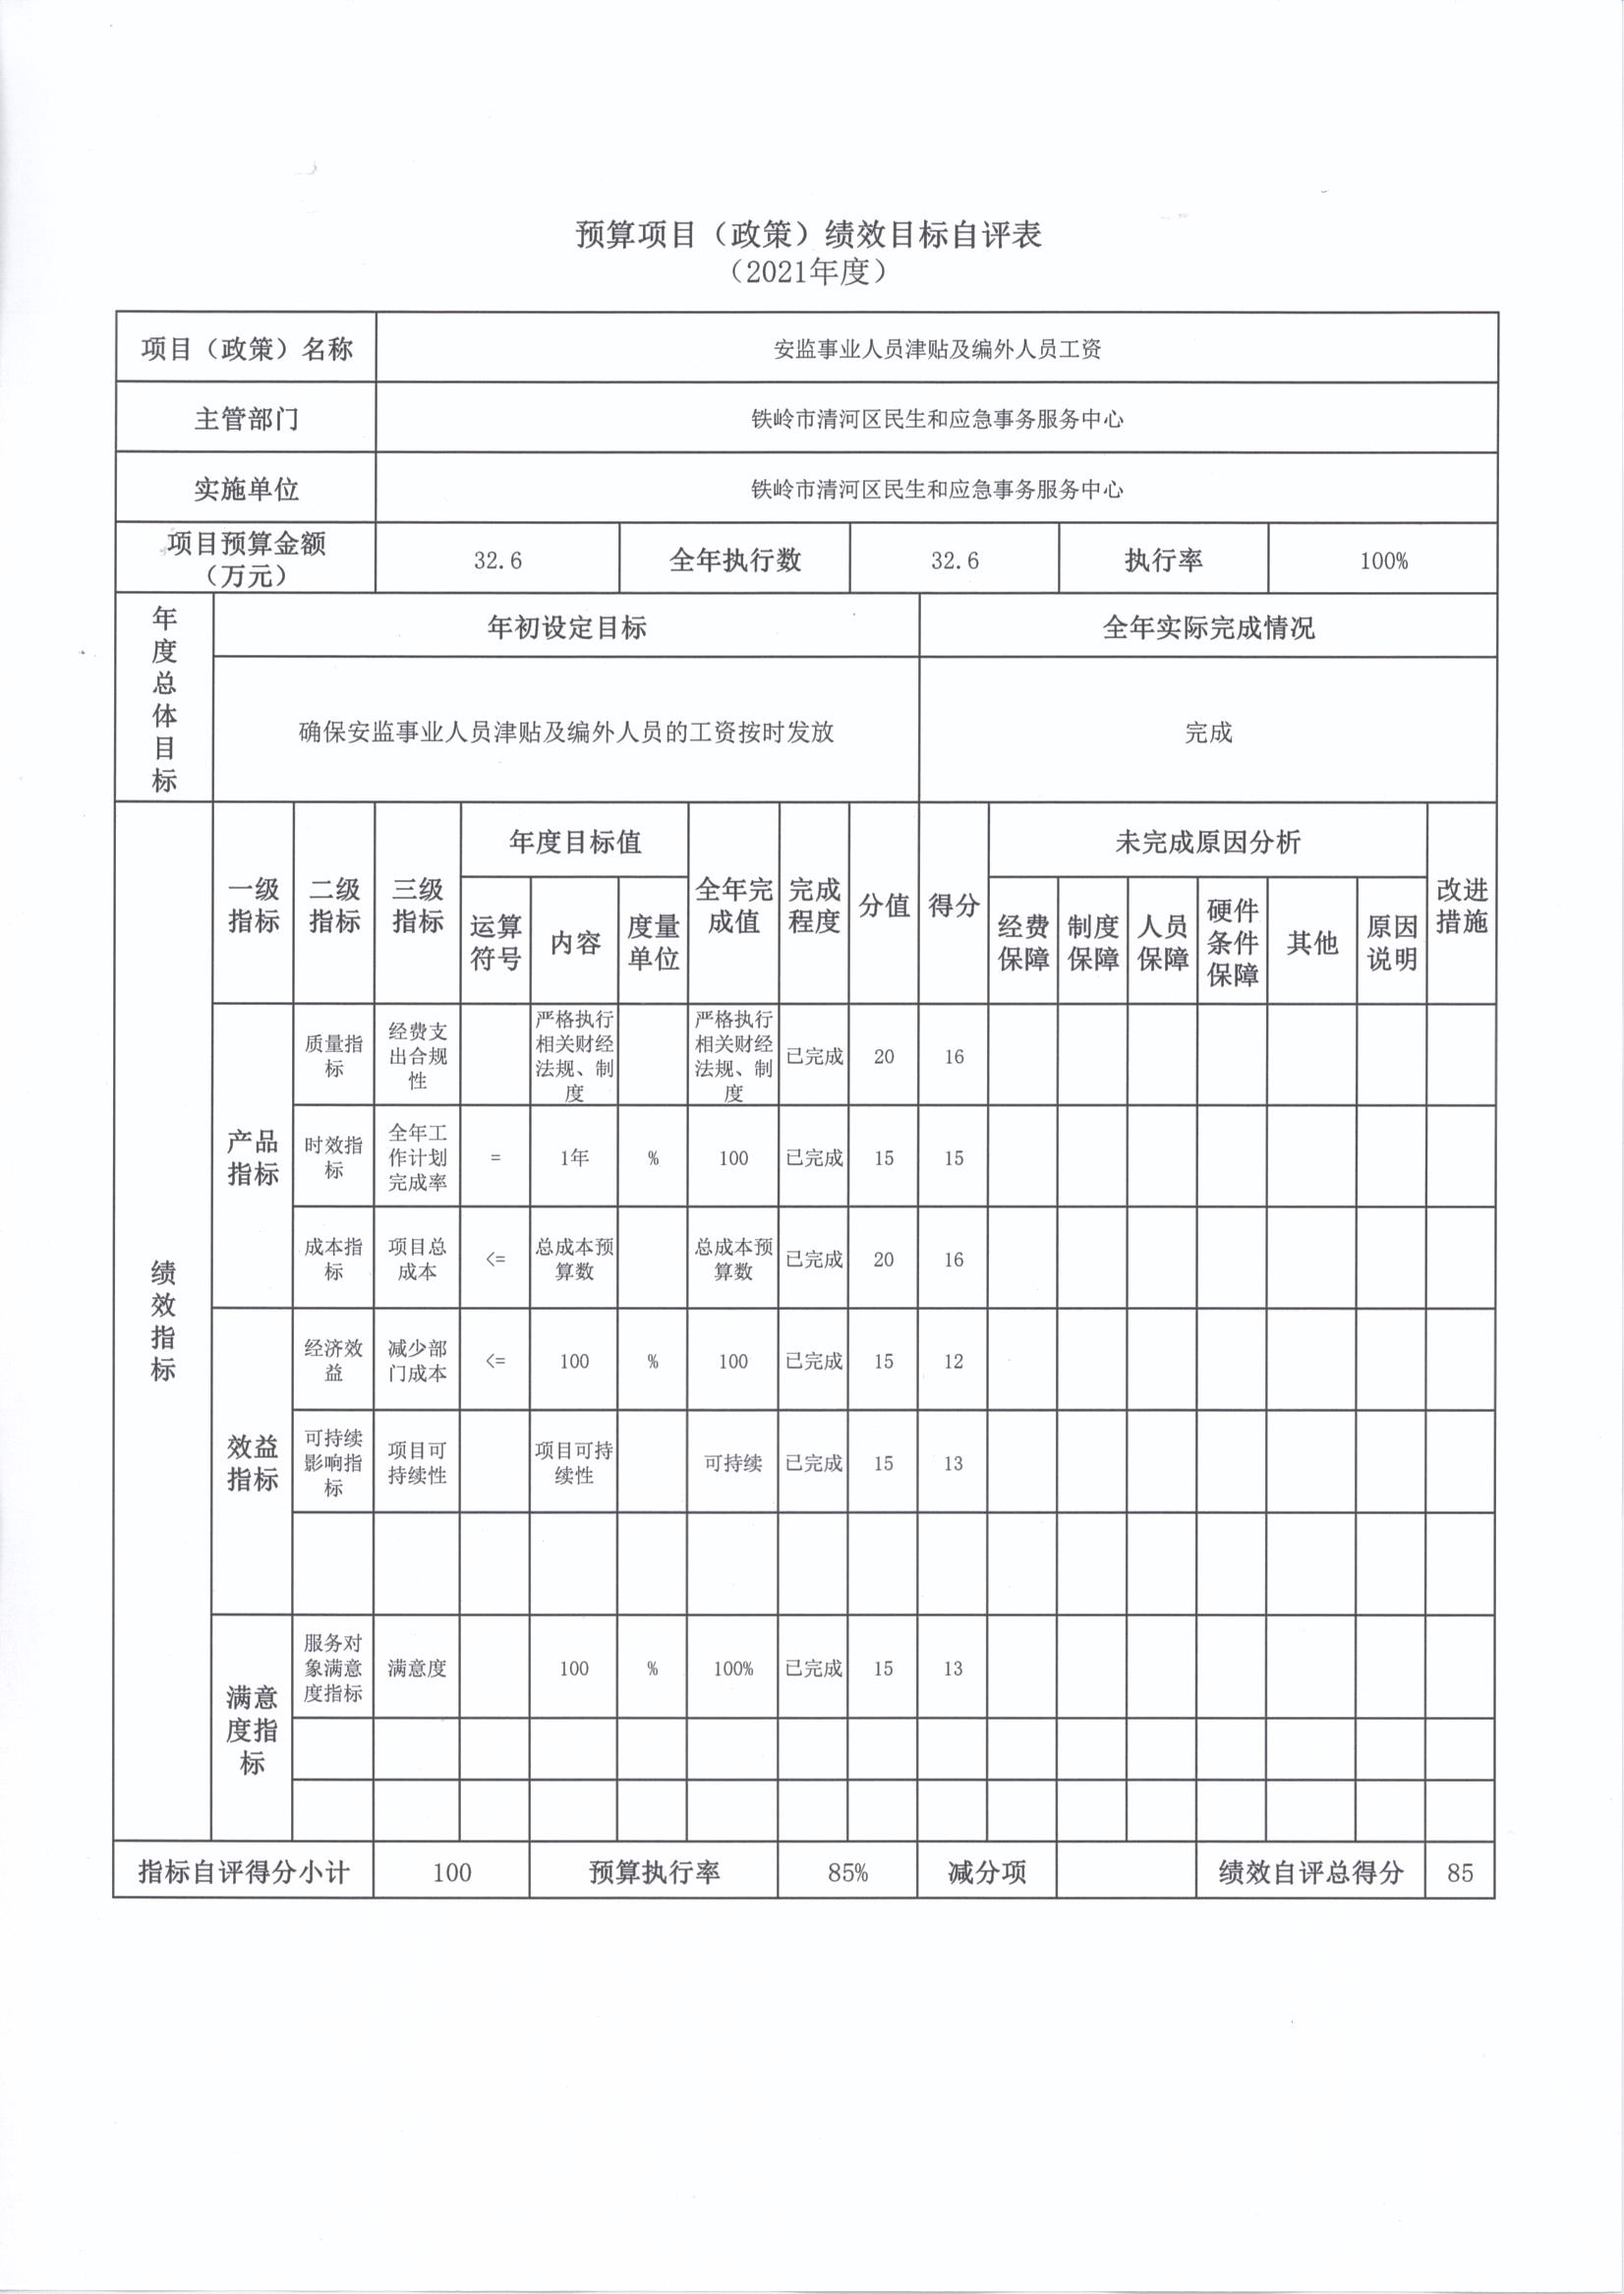 预算项目（政策）绩效目标自评表
（2021年度）
项目（政策）名称
安监事业人员津贴及编外人员工资
主管部门
铁岭市清河区民生和应急事务服务中心
实施单位
铁岭市清河区民生和应急事务服务中心
项目预算金额
（万元）
32.6
全年执行数
32.6
执行率
100%
年
度
总
体
目
标
年初设定目标
全年实际完成情况
确保安监事业人员津贴及编外人员的工资按时发放
完成
绩
效
指
标
一级
指标
二级
指标
三级
指标
年度目标值
运算
符号
内容
度量
单位
全年完
成值
完成
程度
分值
得分
未完成原因分析
经费
保障
制度
保障
人员
保障
硬件
条件
保障
其他
原因
说明
改进
措施
产品
指标
质量指
标
经费支
出合规
性
严格执行
相关财经
法规、制
度
严格执行
相关财经
法规、制
度
已完成
20
16
时效指
标
全年工
作计划
完成率
=
1年
%
100
已完成
15
15
成本指
标
项目总
成本
<=
总成本预
算数
总成本预
算数
已完成
20
16
效益
指标
经济效
益
减少部
门成本
<=
100
%
100
已完成
15
12
可持续
影响指
标
项目可
持续性
项目可持
续性
可持续
已完成
15
13
满意
度指
标
服务对
象满意
度指标
满意度
100
%
100%
已完成
15
13
指标自评得分小计
100
预算执行率
85%
减分项
绩效自评总得分
85